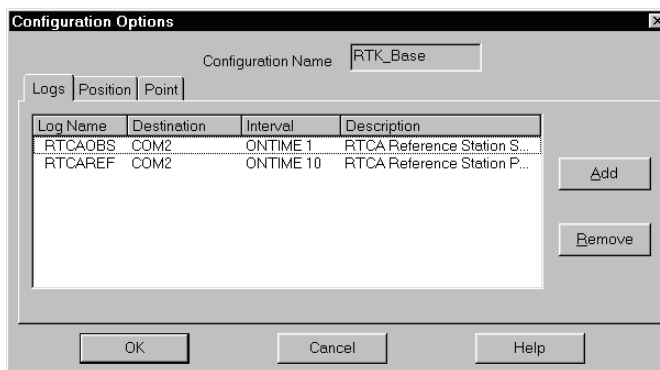 Configuration Options
Configuration Name RTK_Base
Logs Position Point
Log Name Destination Interval Description
RTCAOBS COM2 ONTIME 1 RTCA Reference Station S...
RTCAREF COM2 ONTIME 10 RTCA Reference Station P...
Add
Remove
OK Cancel Help